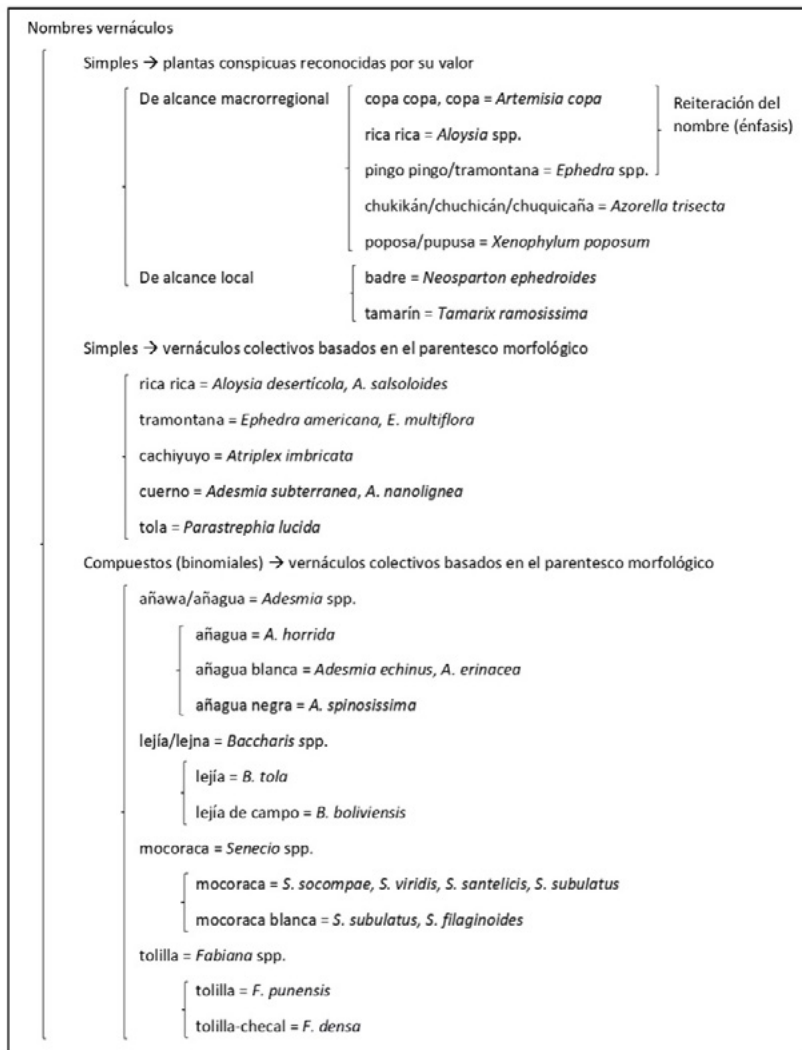 Nombres vernáculos
Simples → plantas conspicuas reconocidas por su valor
De alcance macrorregional
copa copa, copa = Artemisia copa
rica rica = Aloysia spp.
pingo pingo/tramontana = Ephedra spp.
Reiteración del
nombre (énfasis)
chukikán/chuchicán/chuquicaña = Azorella trisecta
poposa/pupusa = Xenophylum poposum
De alcance local
badre = Neosparton ephedroides
tamarín = Tamarix ramosissima
Simples → vernáculos colectivos basados en el parentesco morfológico
rica rica = Aloysia desertícola, A. salsoloides
tramontana = Ephedra americana, E. multiflora
cachiyuyo = Atriplex imbricata
cuerno = Adesmia subterranea, A. nanolignea
tola = Parastrephia lucida
Compuestos (binomiales) → vernáculos colectivos basados en el parentesco morfológico
añawa/añagua = Adesmia spp.
añagua = A. horrida
añagua blanca = Adesmia echinus, A. erinacea
añagua negra = A. spinosissima
lejía/lejna = Baccharis spp.
lejía = B. tola
lejía de campo = B. boliviensis
mocoraca = Senecio spp.
mocoraca = S. socompae, S. viridis, S. santelicis, S. subulatus
mocoraca blanca = S. subulatus, S. filaginoides
tolilla = Fabiana spp.
tolilla = F. punensis
tolilla-checal = F. densa